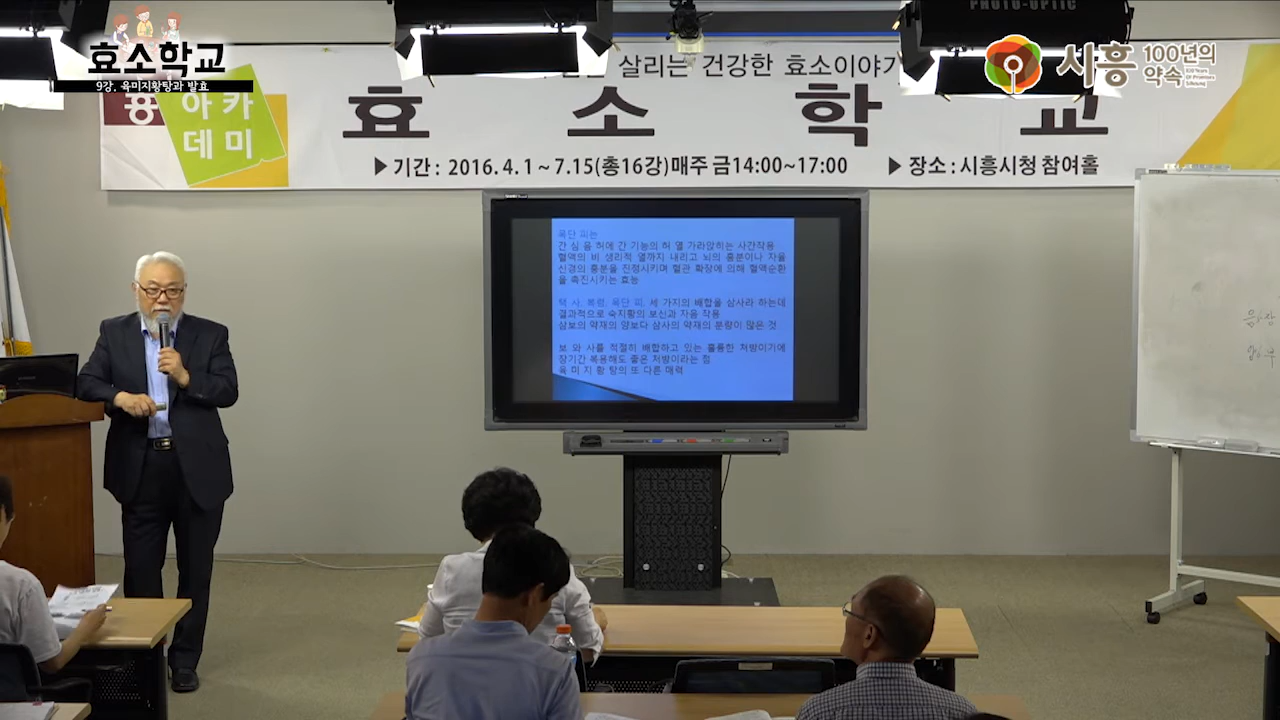 효소학교
9강. 육미지황탕과 발효
아카
데미
살리는 건강한 효소이야기
효 소 학 교
▶기간 : 2016. 4. 1 ~ 7.15(총16강)매주 금14:00~17:00
▶장소 : 시흥시청 참여홀
시흥 100년의
약속
PHOTO-OPTIC
목단 피는
간 심 을 허에 간 기능의 허 열 가라앉히는 사간작용
혈액의 비 생리적 열까지 내리고 뇌의 흥분이나 자율
신경의 흥분을 진정시키며 혈관 확장에 의해 혈액순환
을 촉진시키는 효능
택 사, 복령, 목단 피, 세 가지의 배합을 삼사라 하는데
결과적으로 숙지황의 보신과 자음 작용
삼보의 약재의 양보다 삼사의 약재의 분량이 많은 것
보 와 사를 적절히 배합하고 있는 훌륭한 처방이기에
장기간 복용해도 좋은 처방이라는 점
육 미 지 황 탕의 또 다른 매력